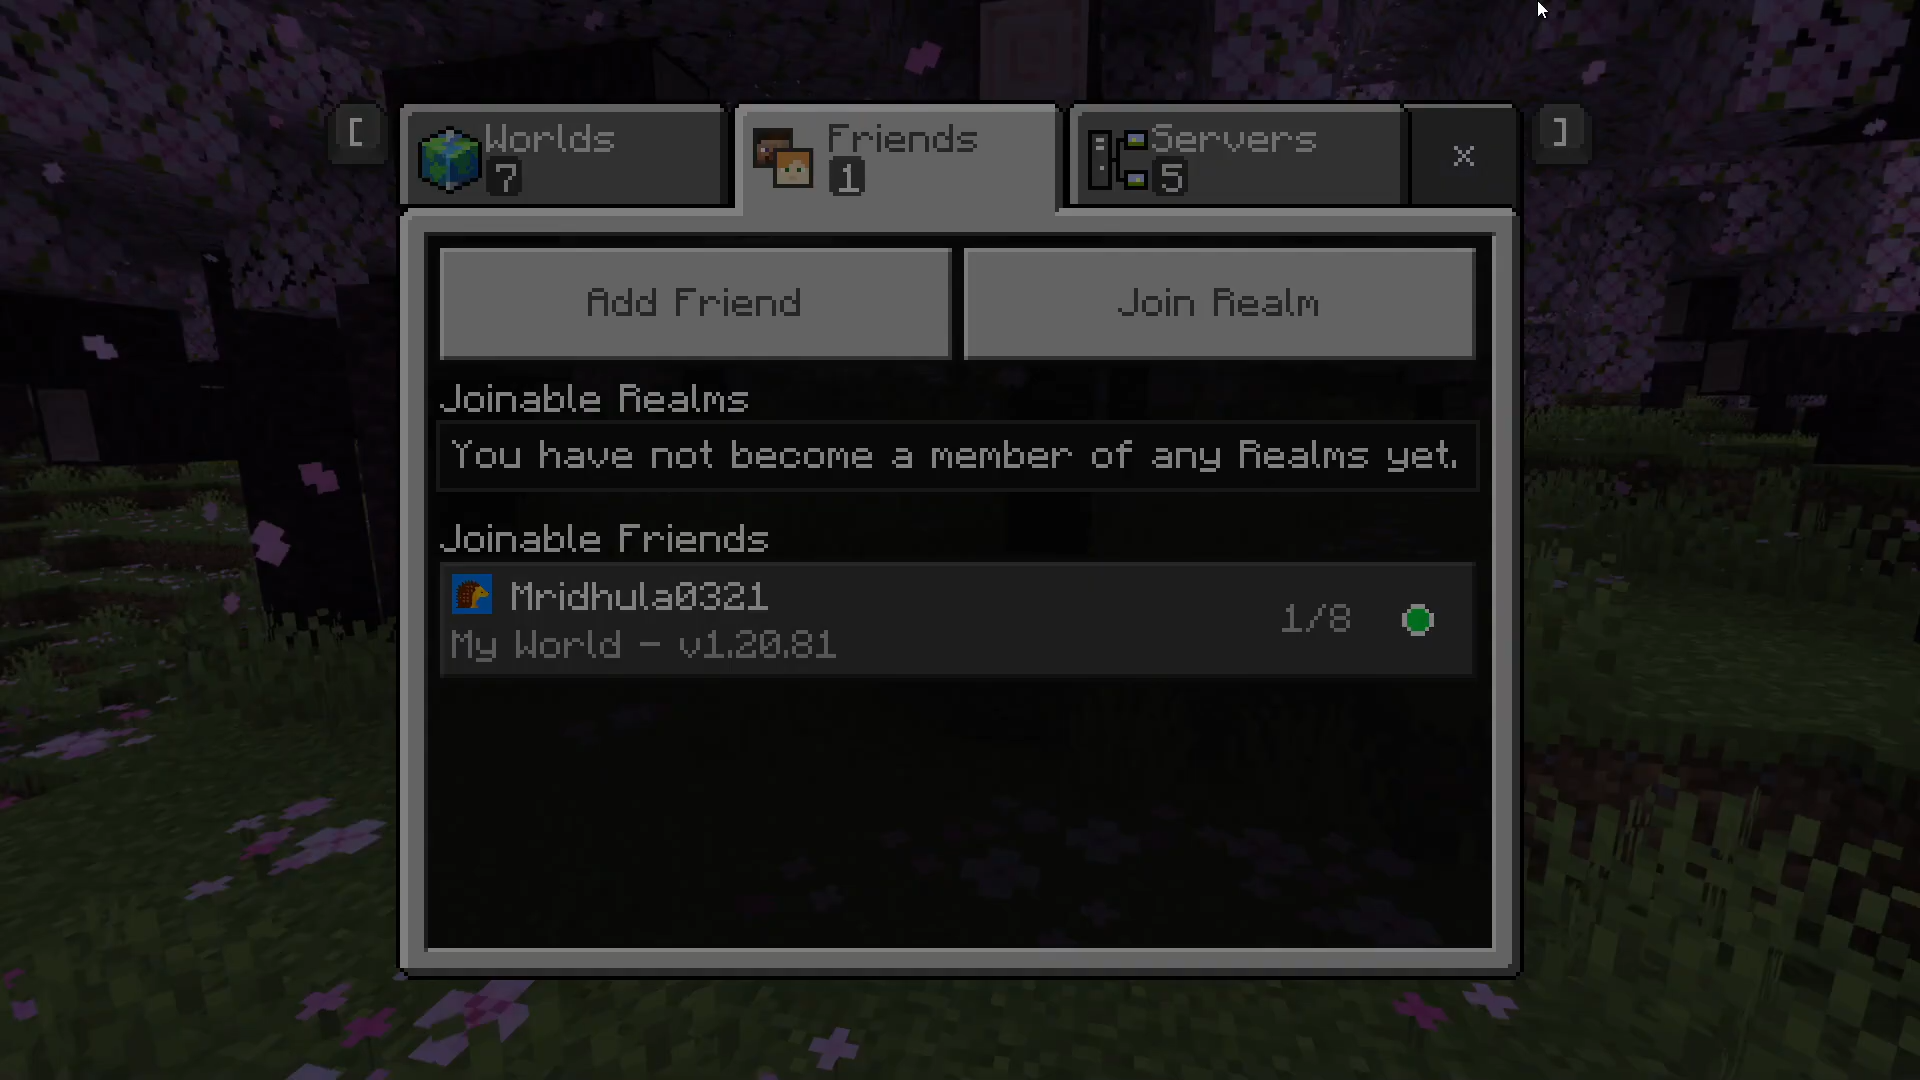 [
Worlds
7
Friends
1
Servers
5
]
Add Friend
Join Realm
Joinable Realms
You have not become a member of any Realms yet.
Joinable Friends
Mridhula0321
1/8
My World - v1.20.81